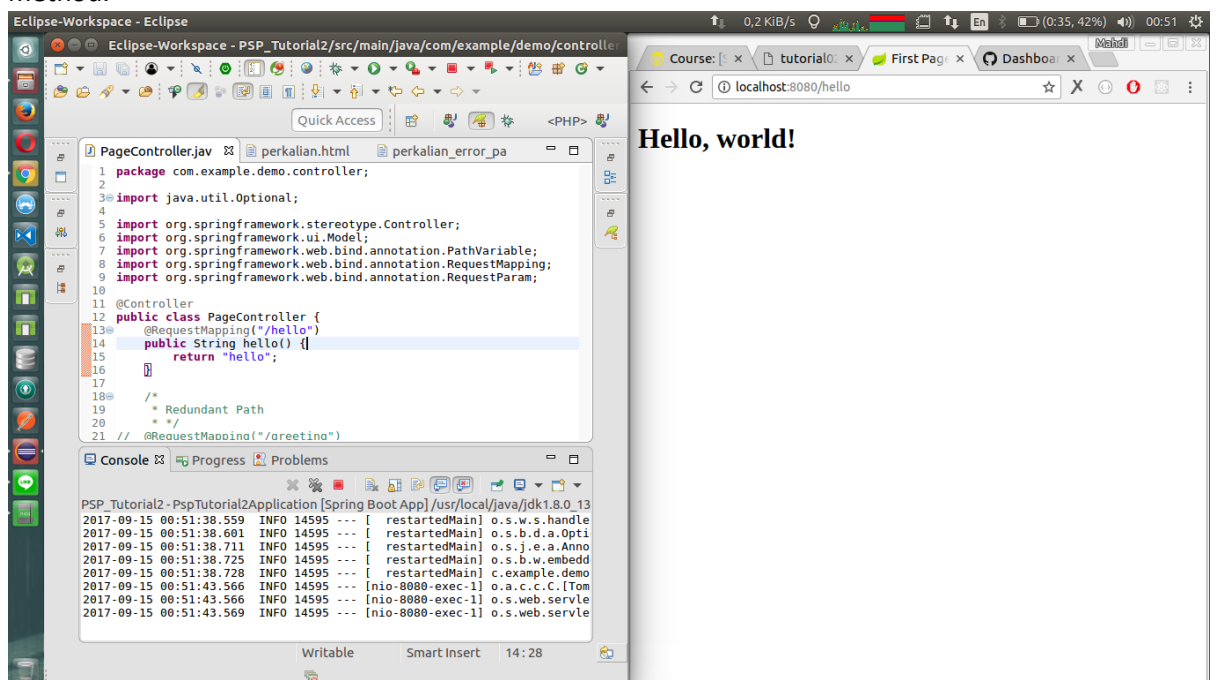 Eclipse-Workspace - Eclipse
0,2 KiB/s
En
(0:35, 42%)
00:51
Eclipse-Workspace - PSP_Tutorial2/src/main/java/com/example/demo/controller
Quick Access
<PHP>
PageController.jav
perkalian.html
perkalian_error_pa
1 package com.example.demo.controller;
2
3 import java.util.Optional;
4
5 import org.springframework.stereotype.Controller;
6 import org.springframework.ui.Model;
7 import org.springframework.web.bind.annotation.PathVariable;
8 import org.springframework.web.bind.annotation.RequestMapping;
9 import org.springframework.web.bind.annotation.RequestParam;
10
11 @Controller
12 public class PageController {
13 @RequestMapping("/hello")
14 public String hello() {
15 return "hello";
16 }
17
18 /*
19 * Redundant Path
20 * */
21 // @RequestMapping("/greeting")
Console
Progress
Problems
PSP_Tutorial2 - PspTutorial2Application [Spring Boot App] /usr/local/java/jdk1.8.0_13
2017-09-15 00:51:38.559 INFO 14595 --- [ restartedMain] o.s.w.s.handle
2017-09-15 00:51:38.601 INFO 14595 --- [ restartedMain] o.s.b.d.a.Opti
2017-09-15 00:51:38.711 INFO 14595 --- [ restartedMain] o.s.j.e.a.Anno
2017-09-15 00:51:38.725 INFO 14595 --- [ restartedMain] o.s.b.w.embedd
2017-09-15 00:51:38.728 INFO 14595 --- [ restartedMain] c.example.demo
2017-09-15 00:51:43.566 INFO 14595 --- [nio-8080-exec-1] o.a.c.c.C.[Tom
2017-09-15 00:51:43.566 INFO 14595 --- [nio-8080-exec-1] o.s.web.servle
2017-09-15 00:51:43.569 INFO 14595 --- [nio-8080-exec-1] o.s.web.servle
Writable
Smart Insert
14 : 28
Mahdi
Course: [S
tutorial02
First Page
Dashboar
localhost:8080/hello
Hello, world!